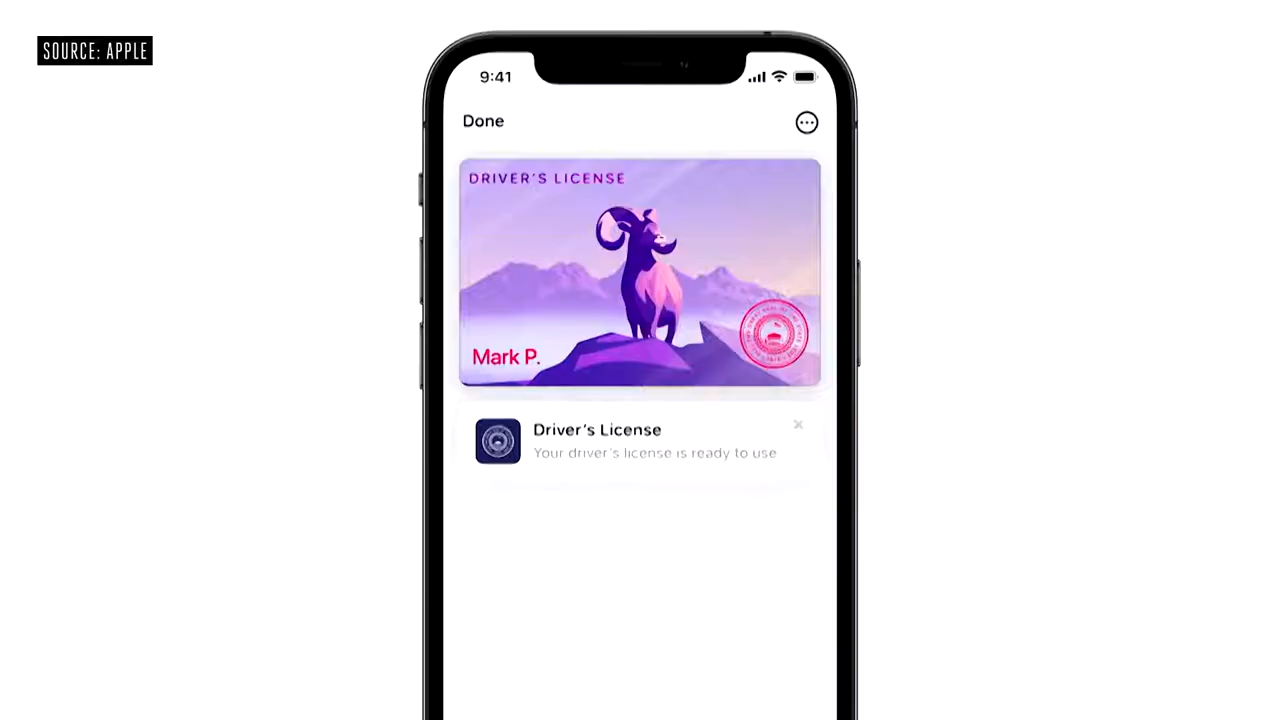 SOURCE: APPLE
9:41
Done
DRIVER'S LICENSE
Mark P.
Driver's License
Your driver's license is ready to use